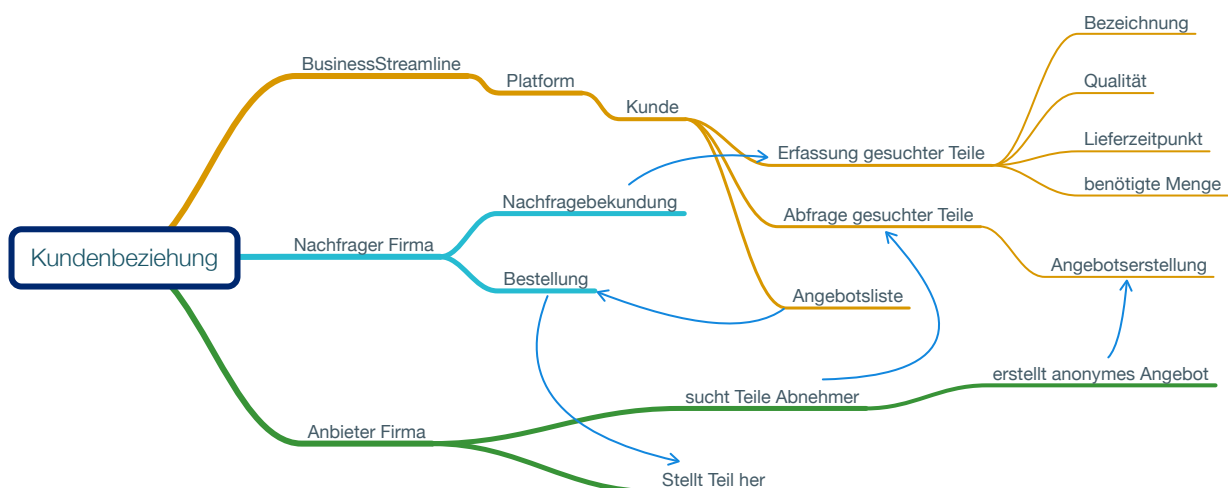 Bezeichnung
BusinessStreamline
Platform
Qualität
Kunde
Lieferzeitpunkt
Erfassung gesuchter Teile
benötigte Menge
Nachfragebekundung
Abfrage gesuchter Teile
Nachfrager Firma
Kundenbeziehung
Angebotserstellung
Bestellung
Angebotsliste
erstellt anonymes Angebot
sucht Teile Abnehmer
Anbieter Firma
Stellt Teil her